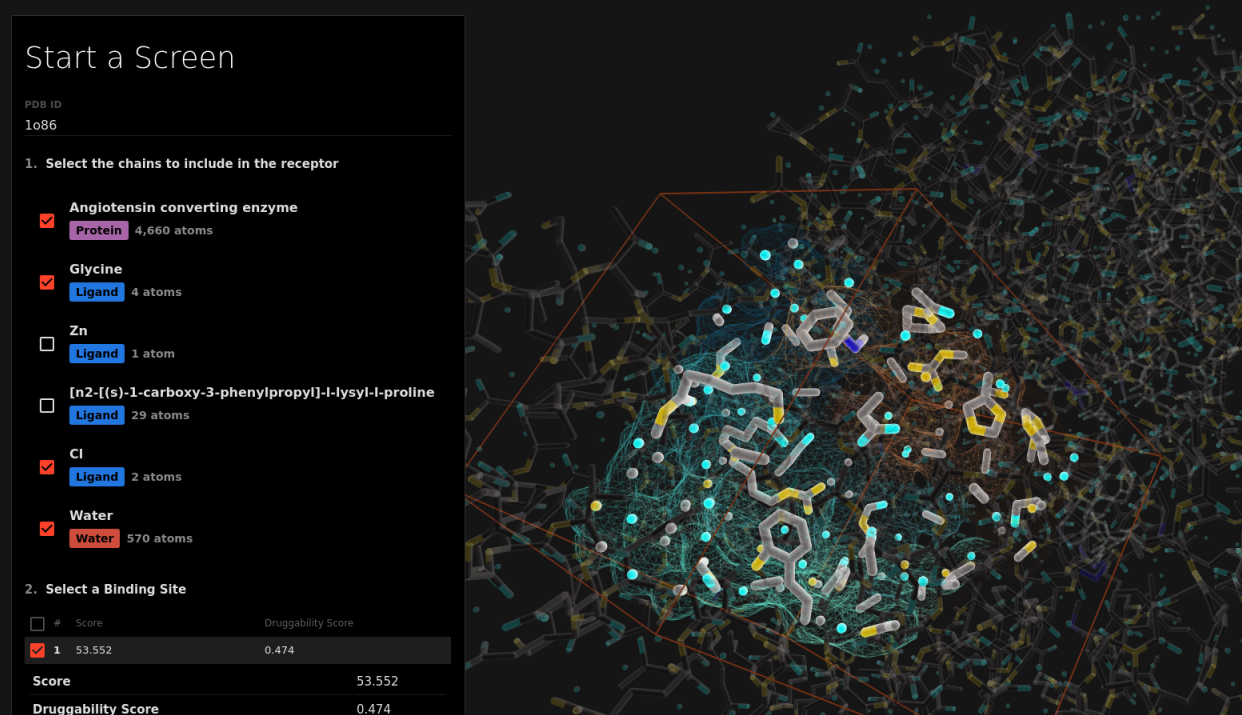 Start a Screen
PDB ID
1o86
1. Select the chains to include in the receptor
Angiotensin converting enzyme
Protein 4,660 atoms
Glycine
Ligand 4 atoms
Zn
Ligand 1 atom
[n2-[(s)-1-carboxy-3-phenylpropyl]-l-lysyl-l-proline
Ligand 29 atoms
Cl
Ligand 2 atoms
Water
Water 570 atoms
2. Select a Binding Site
# Score Druggability Score
1 53.552 0.474
Score 53.552
Druggability Score 0.474